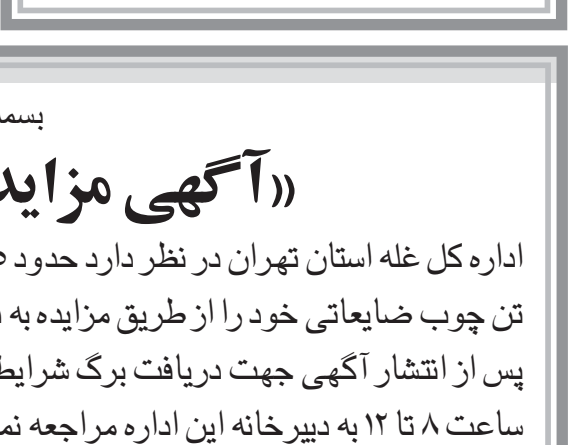 «آگهی مزاید
اداره کل غله استان تهران در نظر دارد حدود
تن چوب ضایعاتی خود را از طریق مزایده به
پس از انتشار آگهی جهت دریافت برگ شرایط
ساعت ۸ تا ۱۲ به دبیرخانه این اداره مراجعه نم